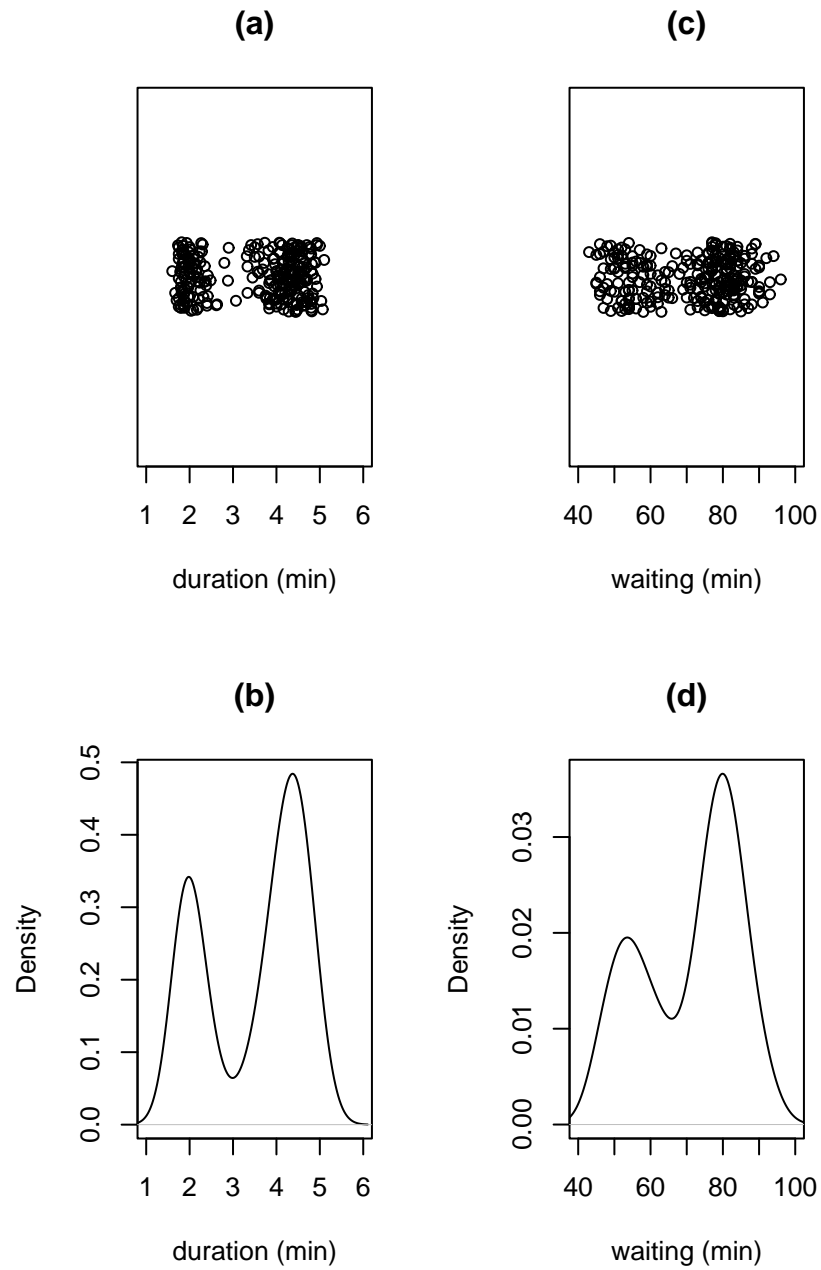 (a)
1 2 3 4 5 6
duration (min)
(c)
40 60 80 100
waiting (min)
(b)
Density
0.0 0.1 0.2 0.3 0.4 0.5
1 2 3 4 5 6
duration (min)
(d)
Density
0.00 0.01 0.02 0.03
40 60 80 100
waiting (min)